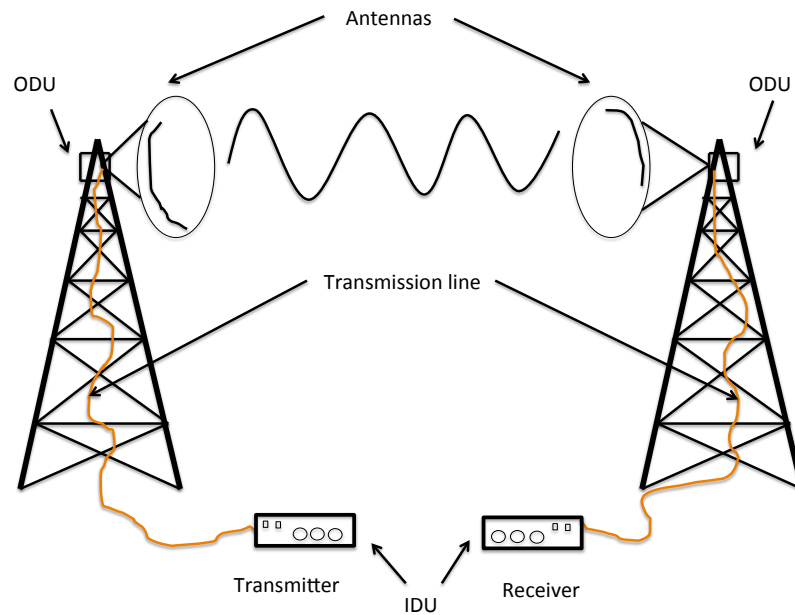 Antennas
ODU
ODU
Transmission line
Transmitter
Receiver
IDU